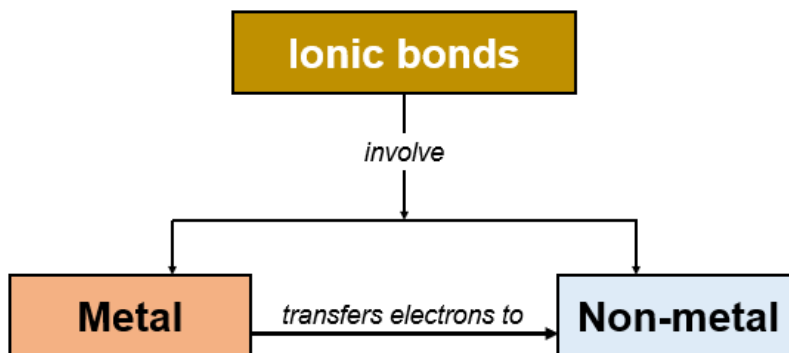 Ionic bonds
involve
Metal
transfers electrons to
Non-metal